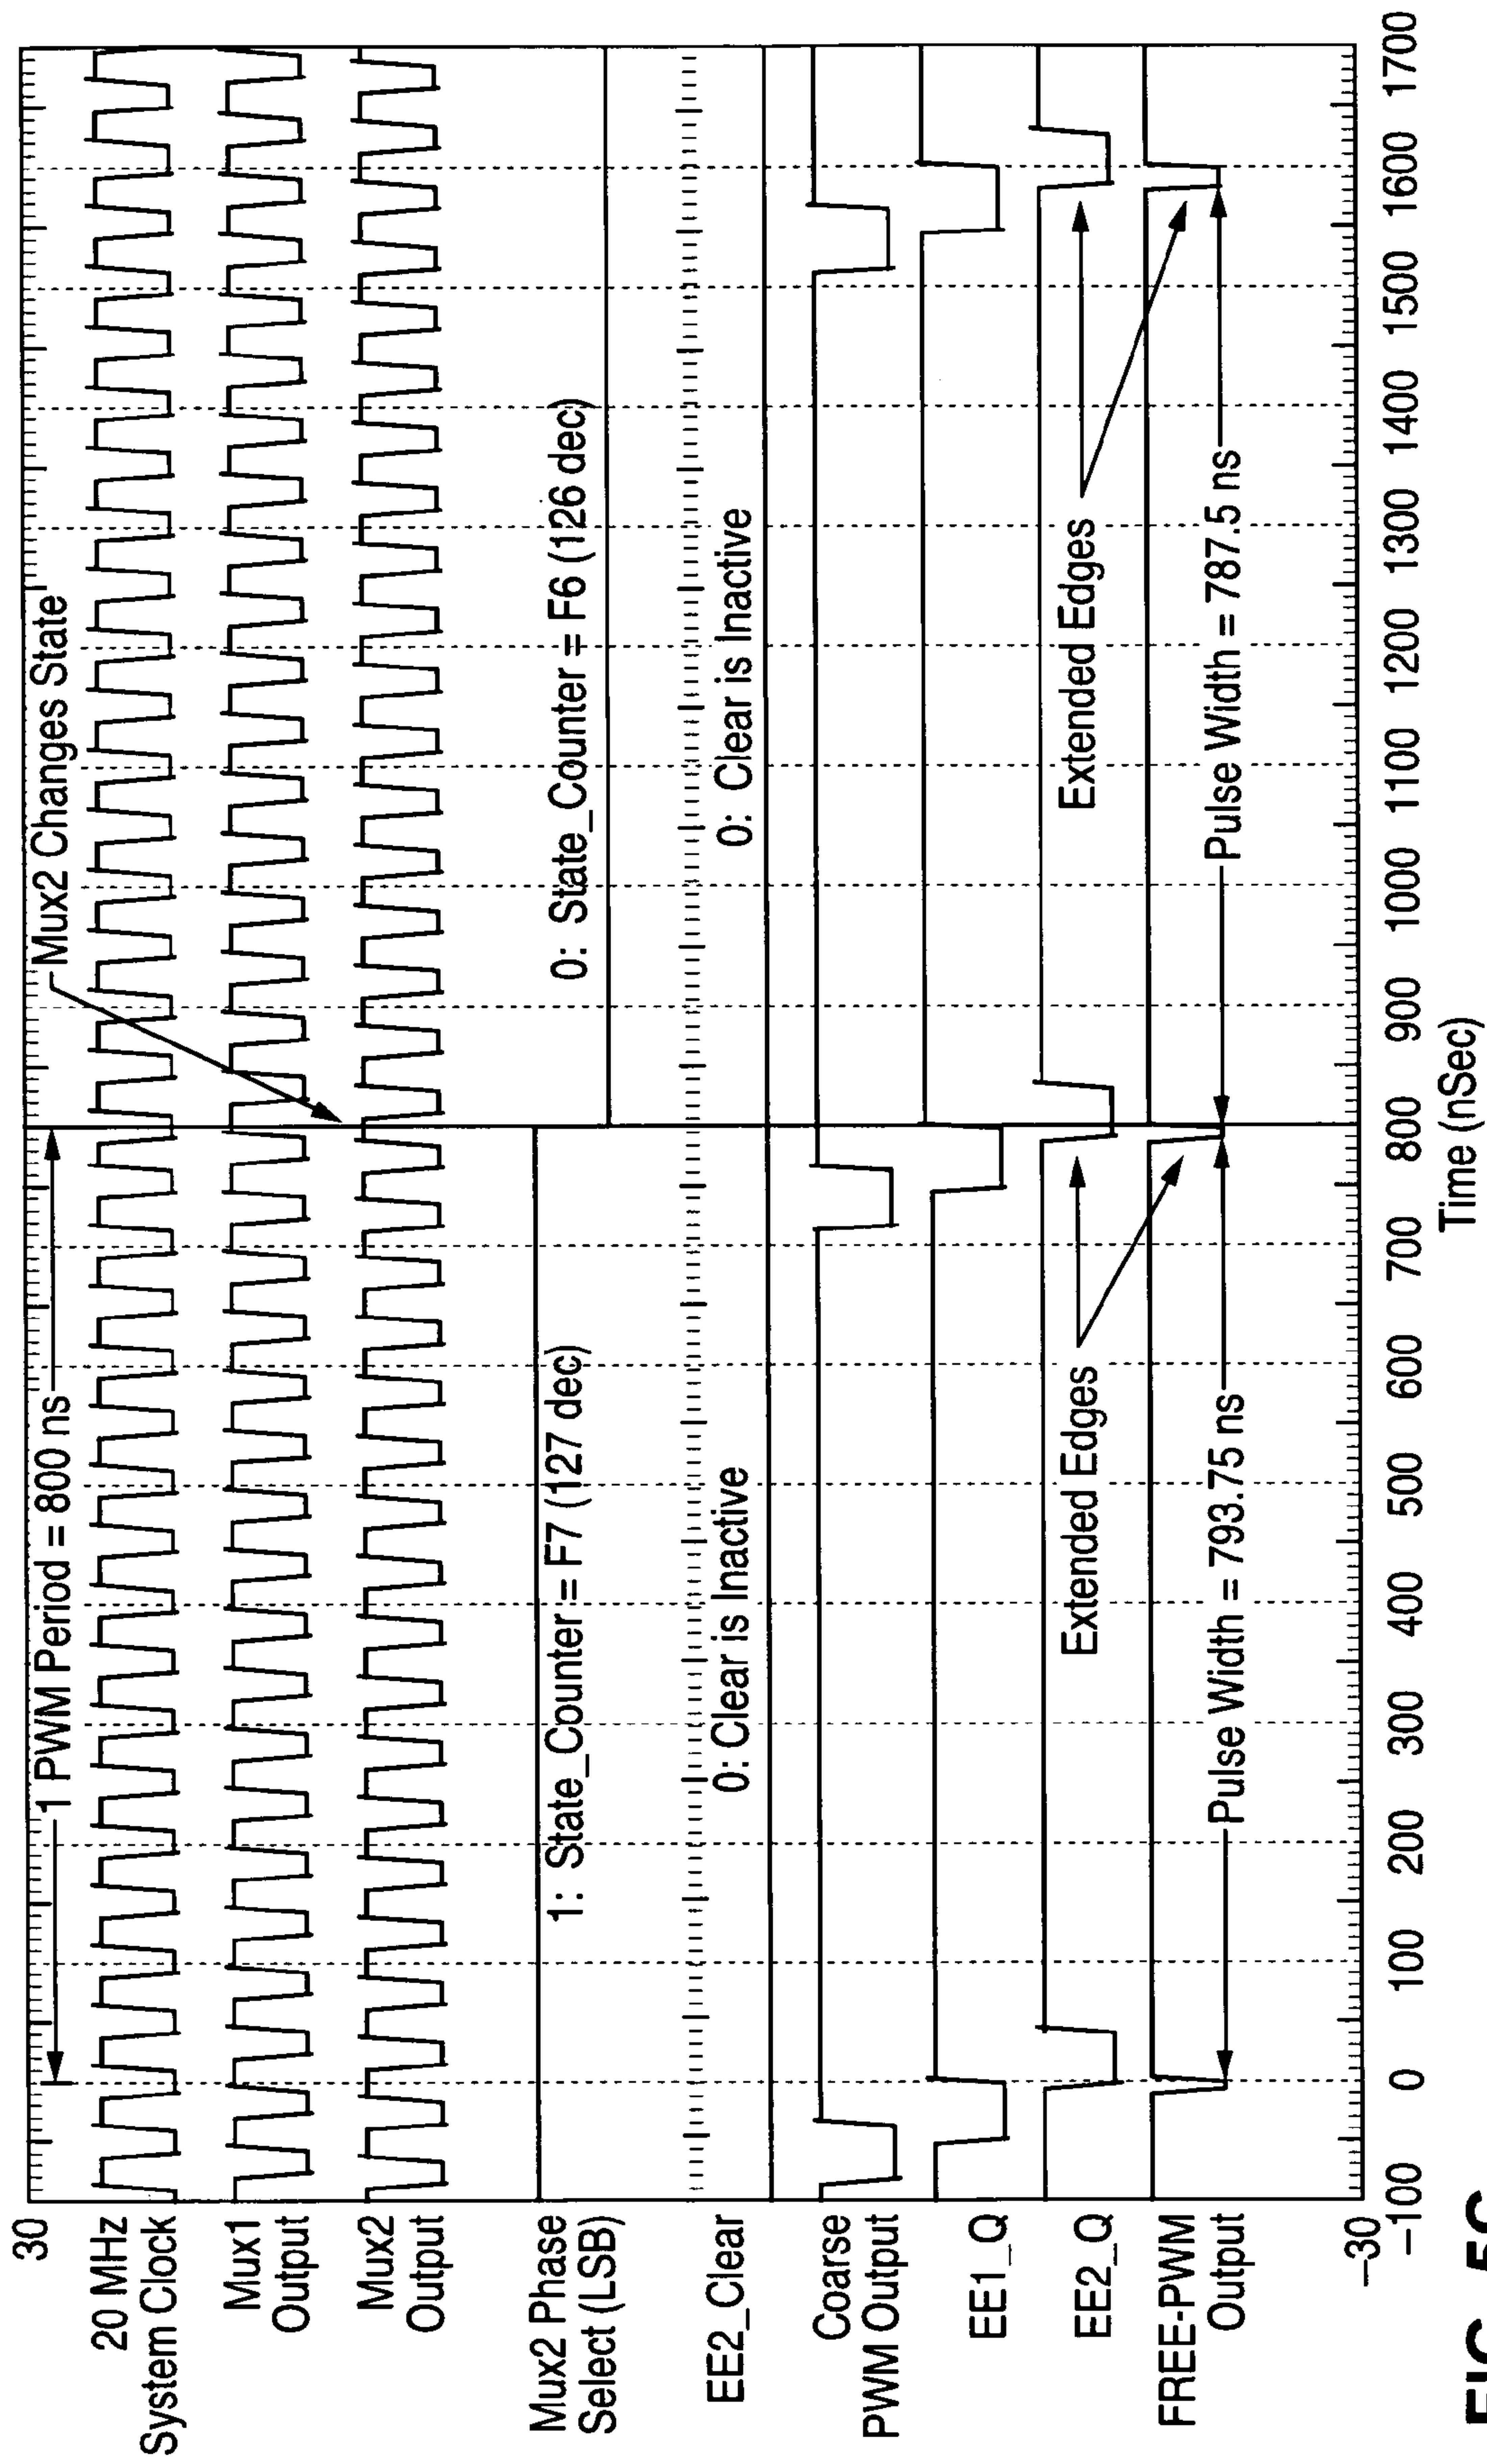 30
20 MHz
System Clock
Mux1
Output
Mux2
Output
Mux2 Phase
Select (LSB)
EE2_Clear
Coarse
PWM Output
EE1_Q
EE2_Q
FREE-PWM
Output
-30
1 PWM Period = 800 ns
Mux2 Changes State
1: State_Counter = F7 (127 dec)
0: State_Counter = F6 (126 dec)
0: Clear is Inactive
0: Clear is Inactive
Extended Edges
Extended Edges
Pulse Width = 793.75 ns
Pulse Width = 787.5 ns
-100 0 100 200 300 400 500 600 700 800 900 1000 1100 1200 1300 1400 1500 1600 1700
Time (nSec)
FIG. 5C